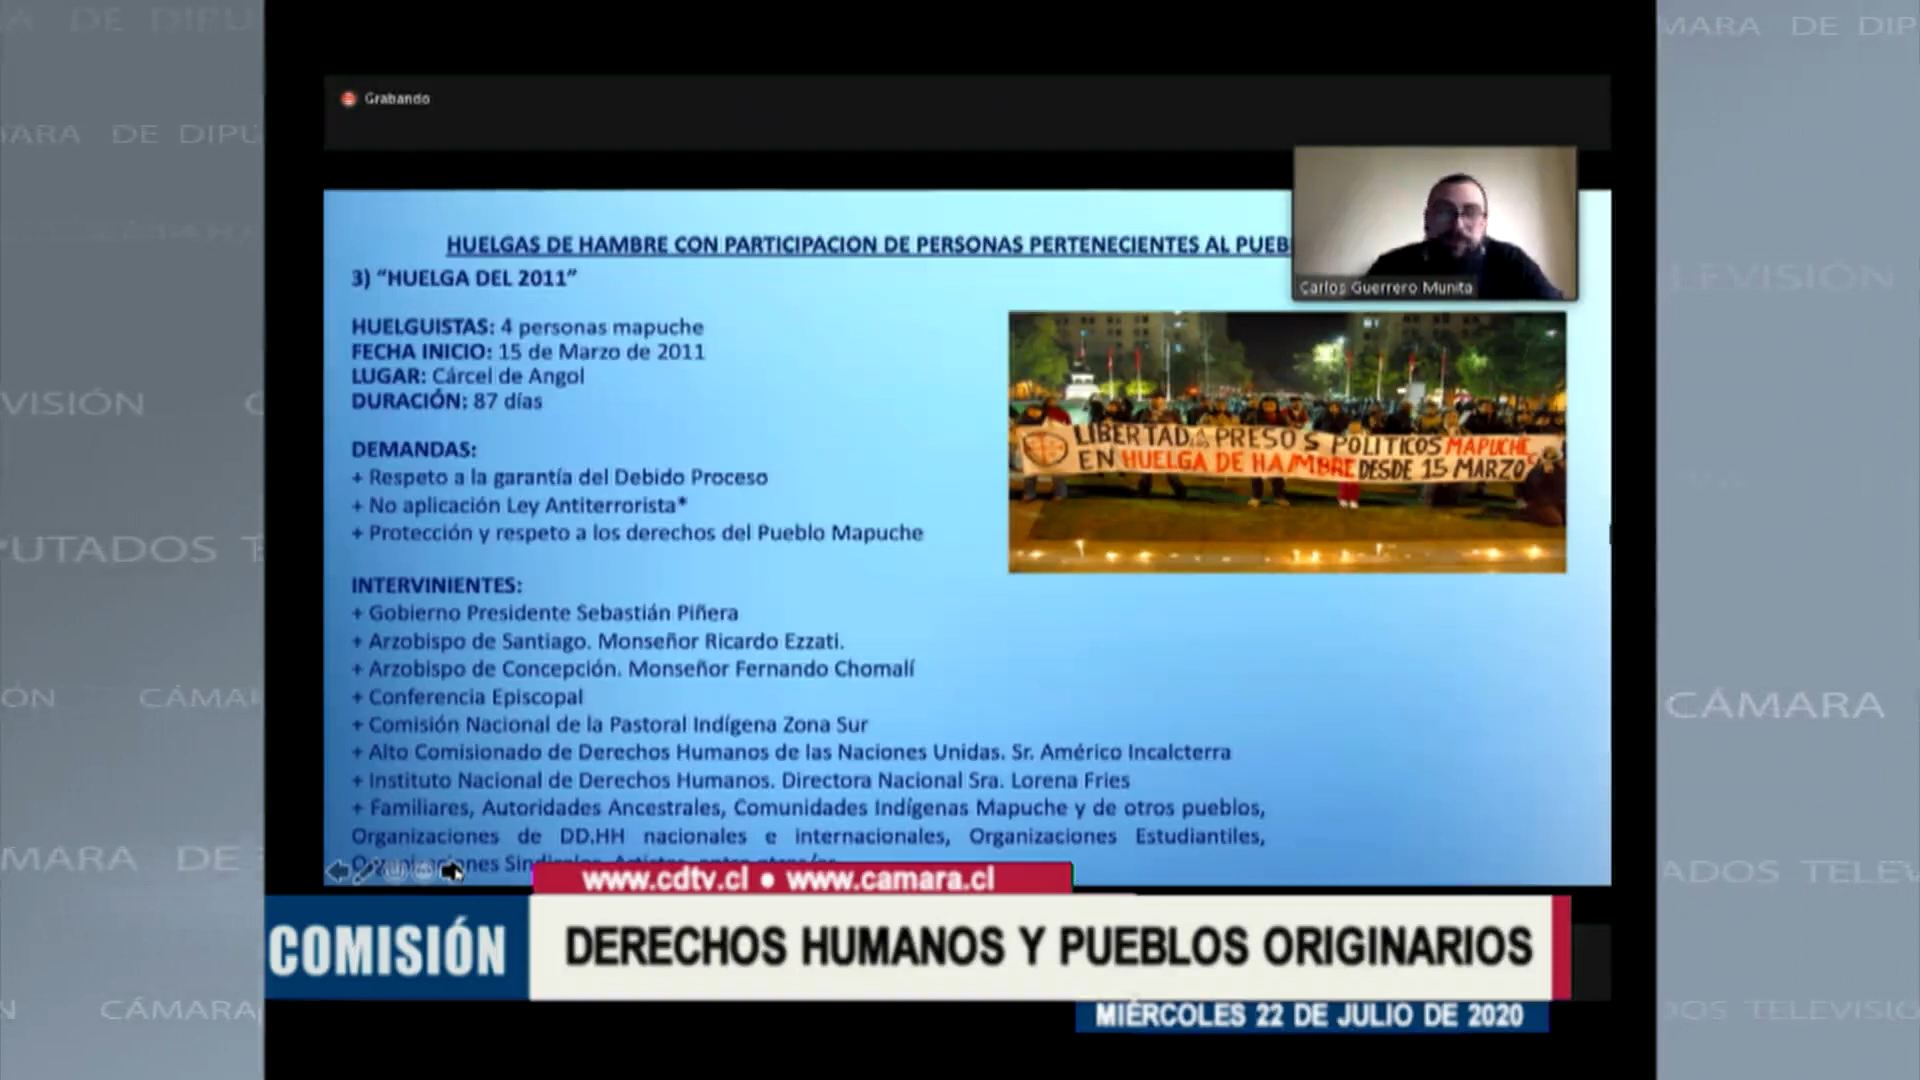 Grabando
HUELGAS DE HAMBRE CON PARTICIPACION DE PERSONAS PERTENECIENTES AL PUEB
3) “HUELGA DEL 2011”
Carlos Guerrero Munita
HUELGUISTAS: 4 personas mapuche
FECHA INICIO: 15 de Marzo de 2011
LUGAR: Cárcel de Angol
DURACIÓN: 87 días
LIBERTAD A PRESOS POLITICOS MAPUCHE
EN HUELGA DE HAMBRE DESDE 15 MARZO
DEMANDAS:
+ Respeto a la garantía del Debido Proceso
+ No aplicación Ley Antiterrorista*
+ Protección y respeto a los derechos del Pueblo Mapuche
INTERVINIENTES:
+ Gobierno Presidente Sebastián Piñera
+ Arzobispo de Santiago. Monseñor Ricardo Ezzati.
+ Arzobispo de Concepción. Monseñor Fernando Chomalí
+ Conferencia Episcopal
+ Comisión Nacional de la Pastoral Indígena Zona Sur
+ Alto Comisionado de Derechos Humanos de las Naciones Unidas. Sr. Américo Incalcterra
+ Instituto Nacional de Derechos Humanos. Directora Nacional Sra. Lorena Fries
+ Familiares, Autoridades Ancestrales, Comunidades Indígenas Mapuche y de otros pueblos,
Organizaciones de DD.HH nacionales e internacionales, Organizaciones Estudiantiles,
www.cdtv.cl • www.camara.cl
COMISIÓN
DERECHOS HUMANOS Y PUEBLOS ORIGINARIOS
MIÉRCOLES 22 DE JULIO DE 2020
CÁMARA